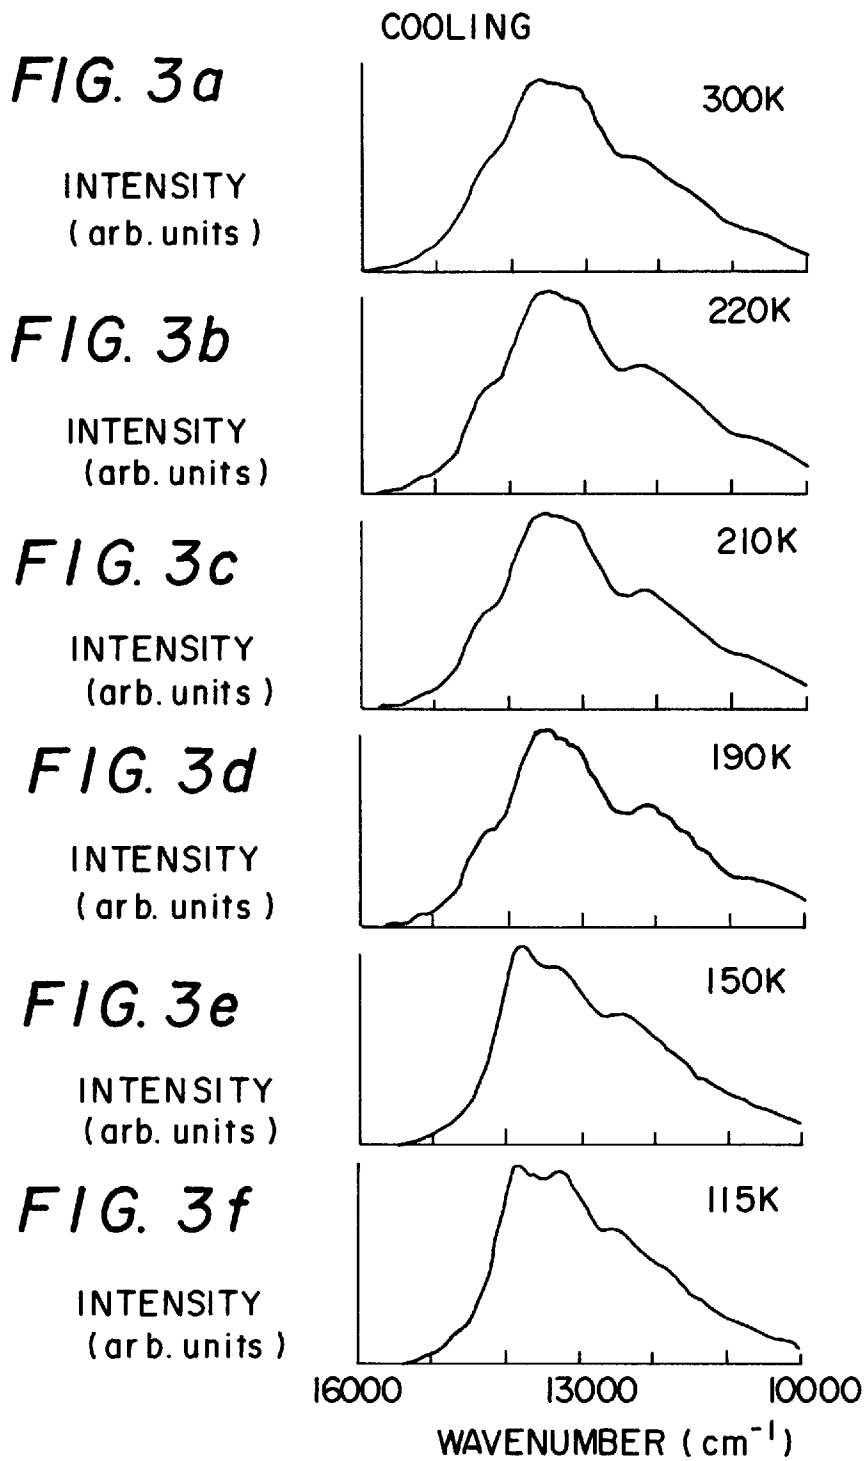 COOLING
FIG. 3a
300K
INTENSITY
(arb. units)
FIG. 3b
220K
INTENSITY
(arb. units)
FIG. 3c
210K
INTENSITY
(arb. units)
FIG. 3d
190K
INTENSITY
(arb. units)
FIG. 3e
150K
INTENSITY
(arb. units)
FIG. 3f
115K
INTENSITY
(arb. units)
16000 13000 10000
WAVENUMBER (cm⁻¹)